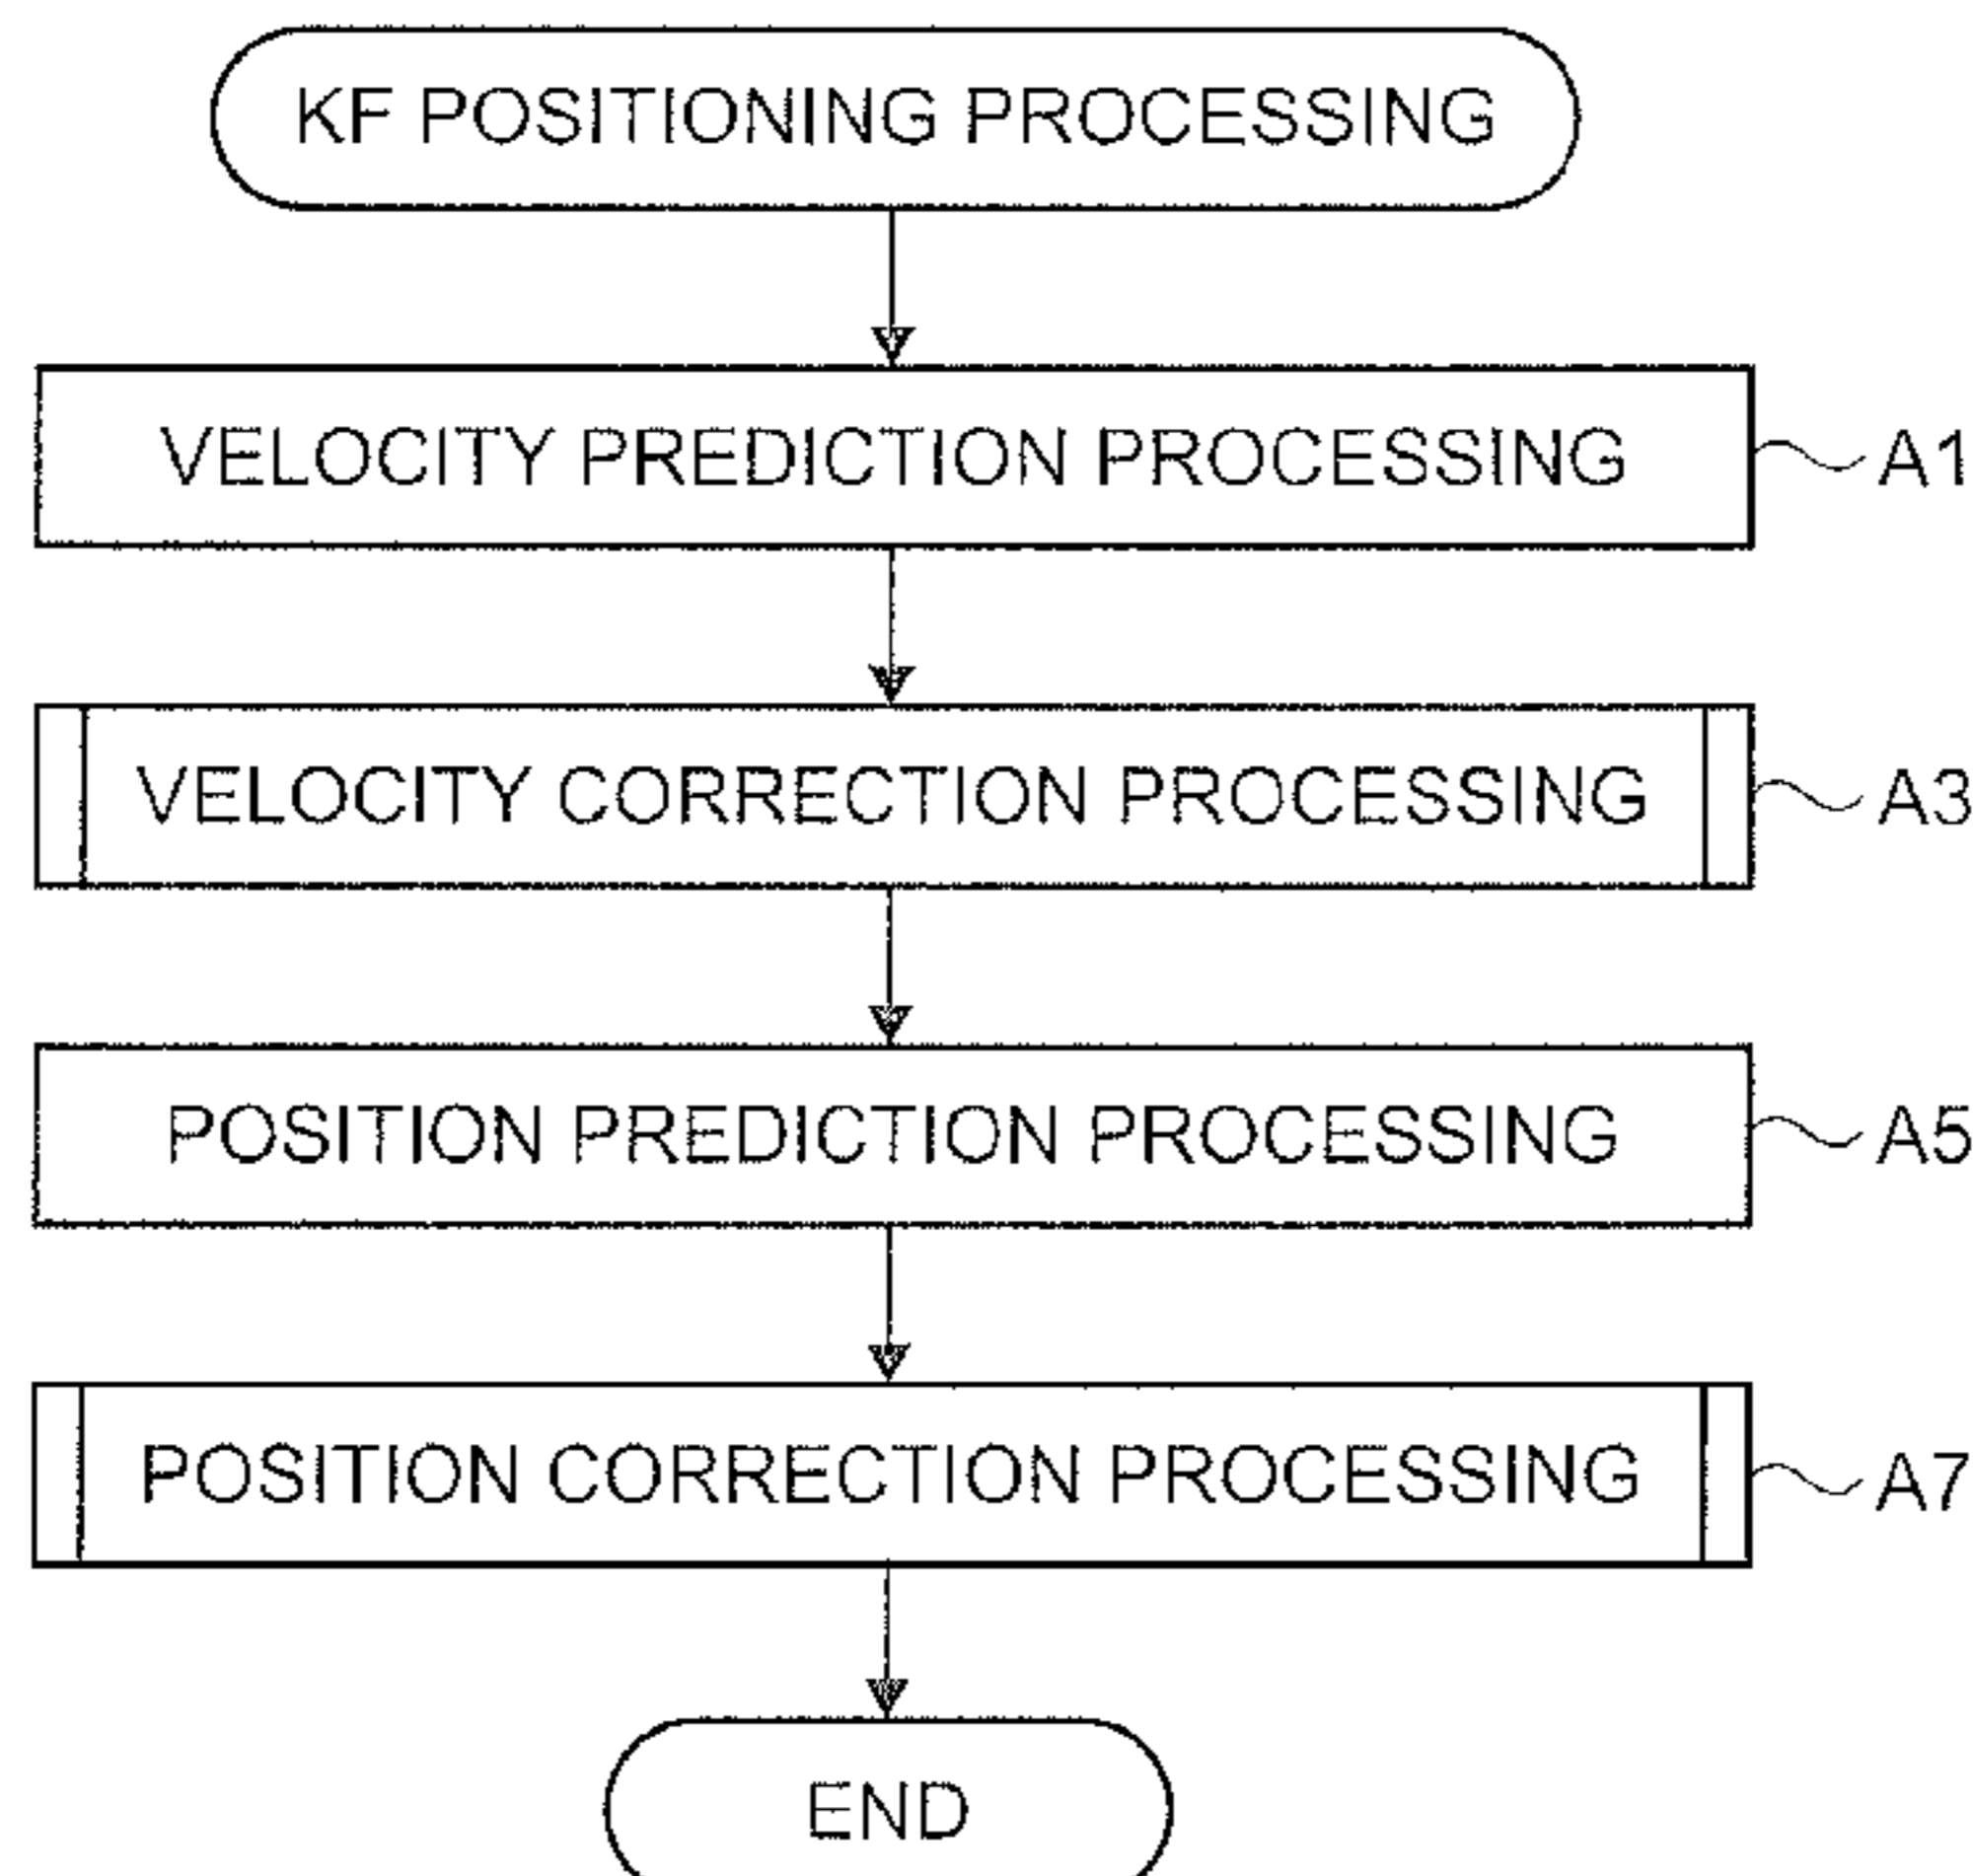 KF POSITIONING PROCESSING
VELOCITY PREDICTION PROCESSING A1
VELOCITY CORRECTION PROCESSING A3
POSITION PREDICTION PROCESSING A5
POSITION CORRECTION PROCESSING A7
END